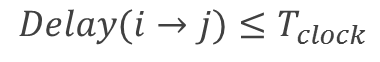 Delay(i → j) ≤ T_clock